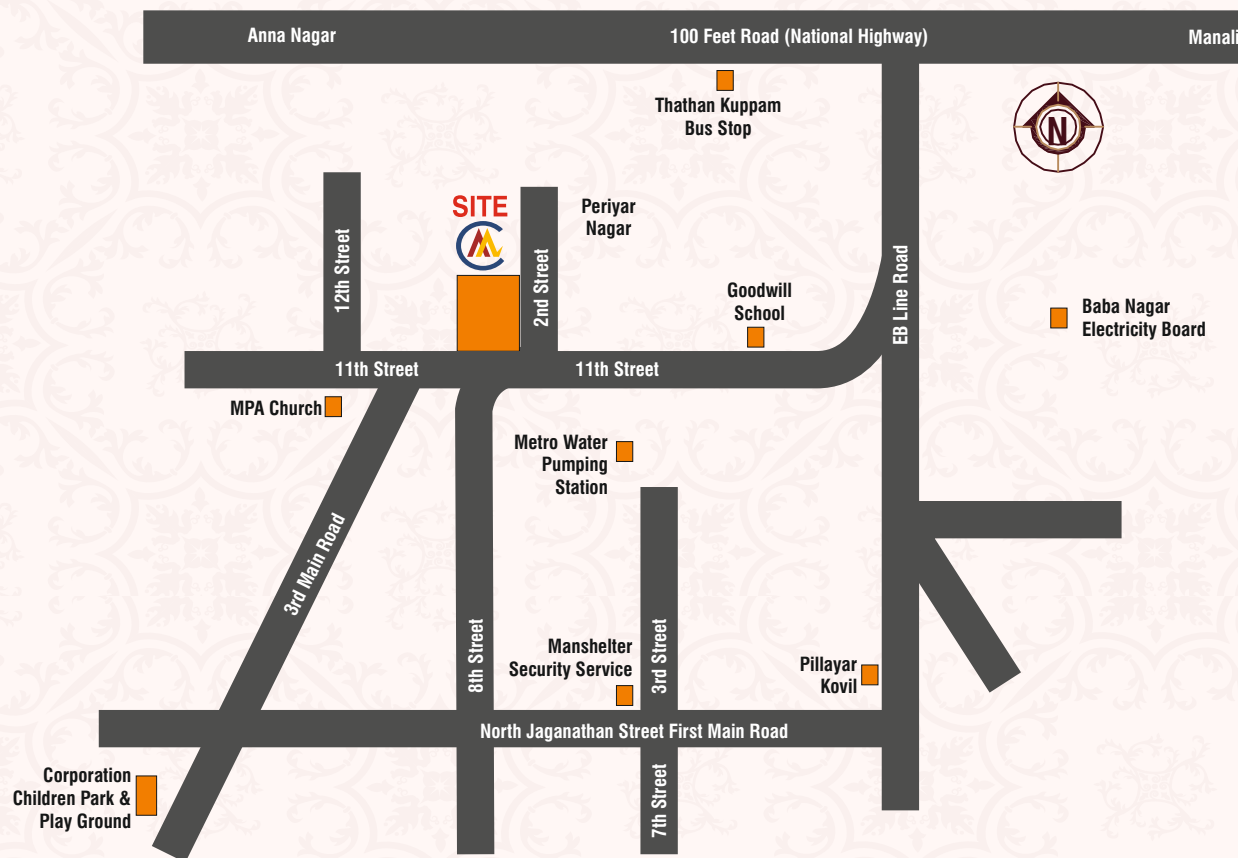 Anna Nagar
100 Feet Road (National Highway)
Manali
Thathan Kuppam
Bus Stop
N
SITE
Periyar
Nagar
12th Street
2nd Street
Goodwill
School
EB Line Road
Baba Nagar
Electricity Board
11th Street
11th Street
MPA Church
Metro Water
Pumping
Station
3rd Main Road
8th Street
Manshelter
Security Service
3rd Street
Pillayar
Kovil
North Jaganathan Street First Main Road
Corporation
Children Park &
Play Ground
7th Street